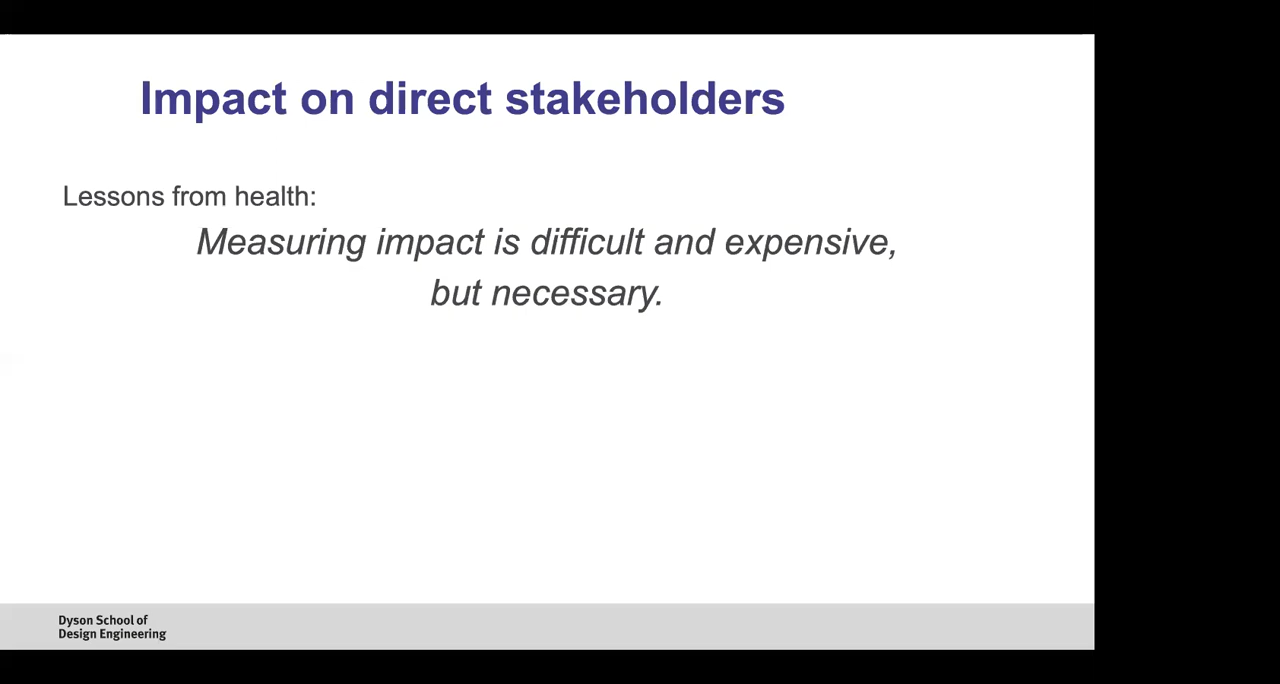 Impact on direct stakeholders
Lessons from health:
Measuring impact is difficult and expensive,
but necessary.
Dyson School of
Design Engineering